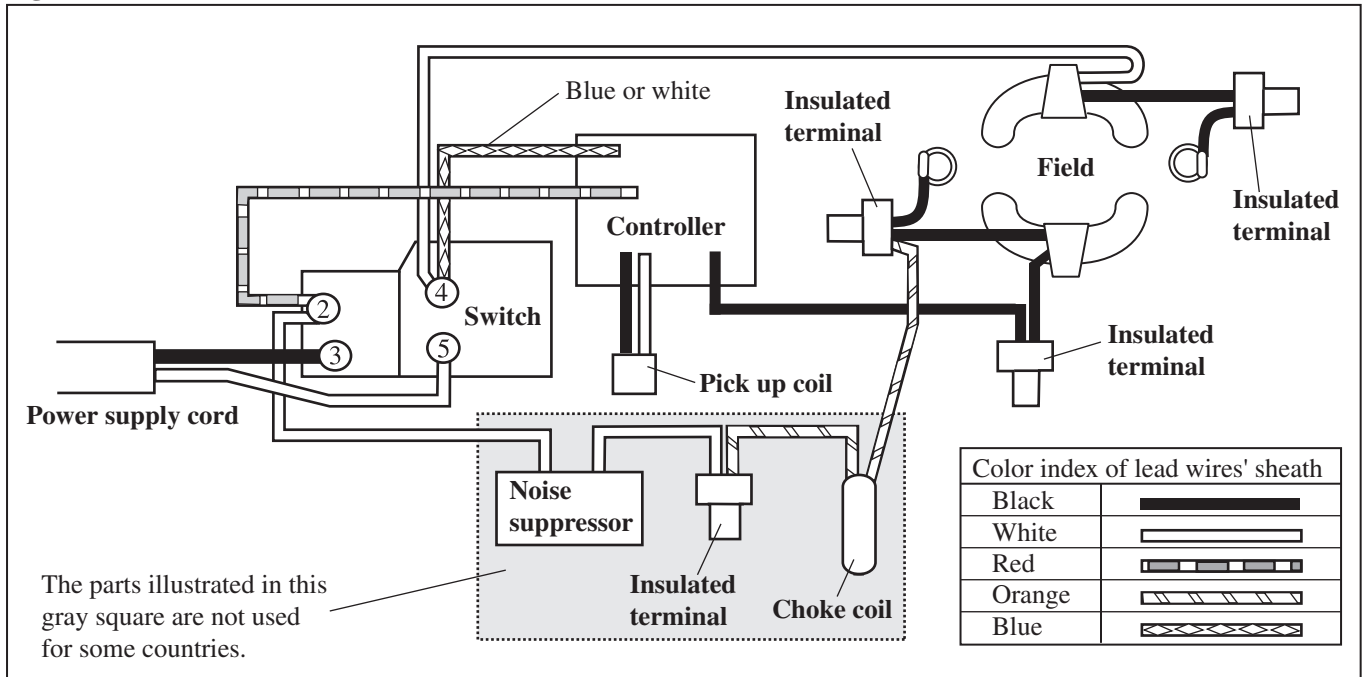 Blue or white
Insulated
terminal
Field
Insulated
terminal
Controller
2
4
Switch
3
5
Power supply cord
Pick up coil
Insulated
terminal
Noise
suppressor
Insulated
terminal
Choke coil
The parts illustrated in this
gray square are not used
for some countries.
Color index of lead wires' sheath
Black
White
Red
Orange
Blue